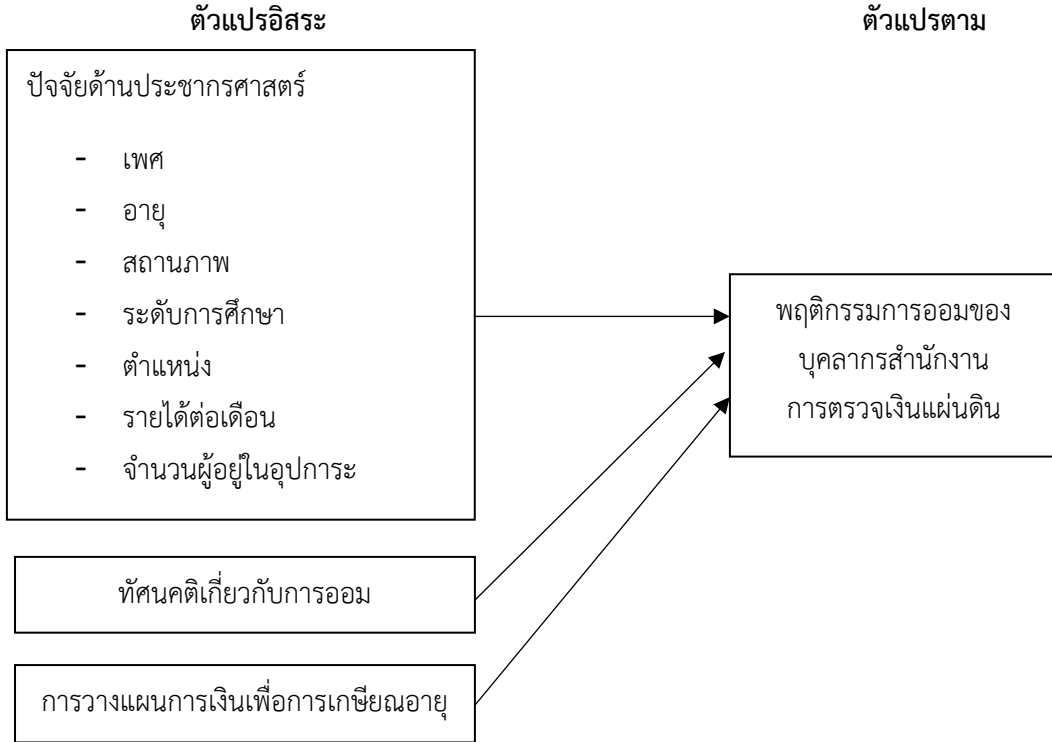 ตัวแปรอิสระ
ตัวแปรตาม
ปัจจัยด้านประชากรศาสตร์
- เพศ
- อายุ
- สถานภาพ
- ระดับการศึกษา
- ตำแหน่ง
- รายได้ต่อเดือน
- จำนวนผู้อยู่ในอุปการะ
พฤติกรรมการออมของ
บุคลากรสำนักงาน
การตรวจเงินแผ่นดิน
ทัศนคติเกี่ยวกับการออม
การวางแผนการเงินเพื่อการเกษียณอายุ